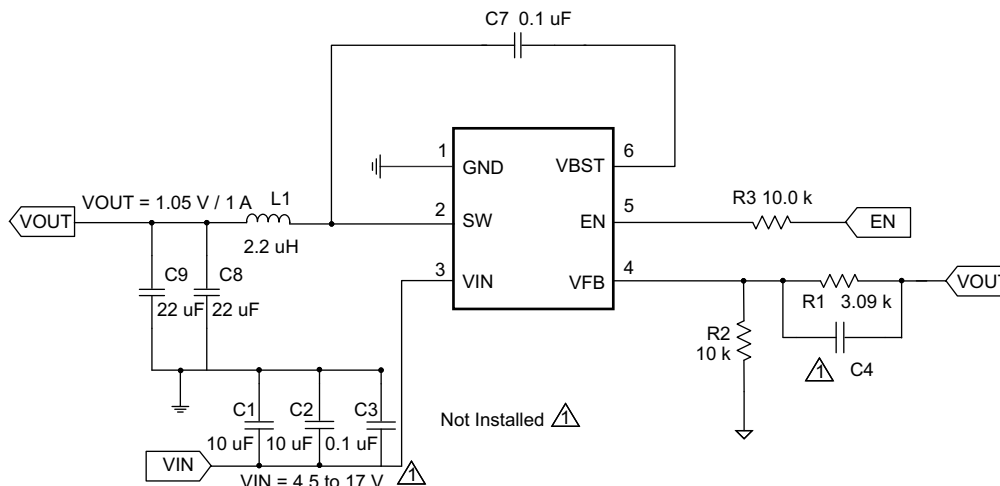 C7 0.1 uF
1
GND
VBST
6
VOUT
VOUT = 1.05 V / 1 A
L1
2.2 uH
2
SW
EN
5
R3 10.0 k
EN
3
VIN
VFB
4
C9
22 uF
C8
22 uF
R1 3.09 k
VOUT
R2
10 k
1
C4
C1
10 uF
C2
10 uF
C3
0.1 uF
Not Installed 1
VIN
VIN = 4.5 to 17 V 1